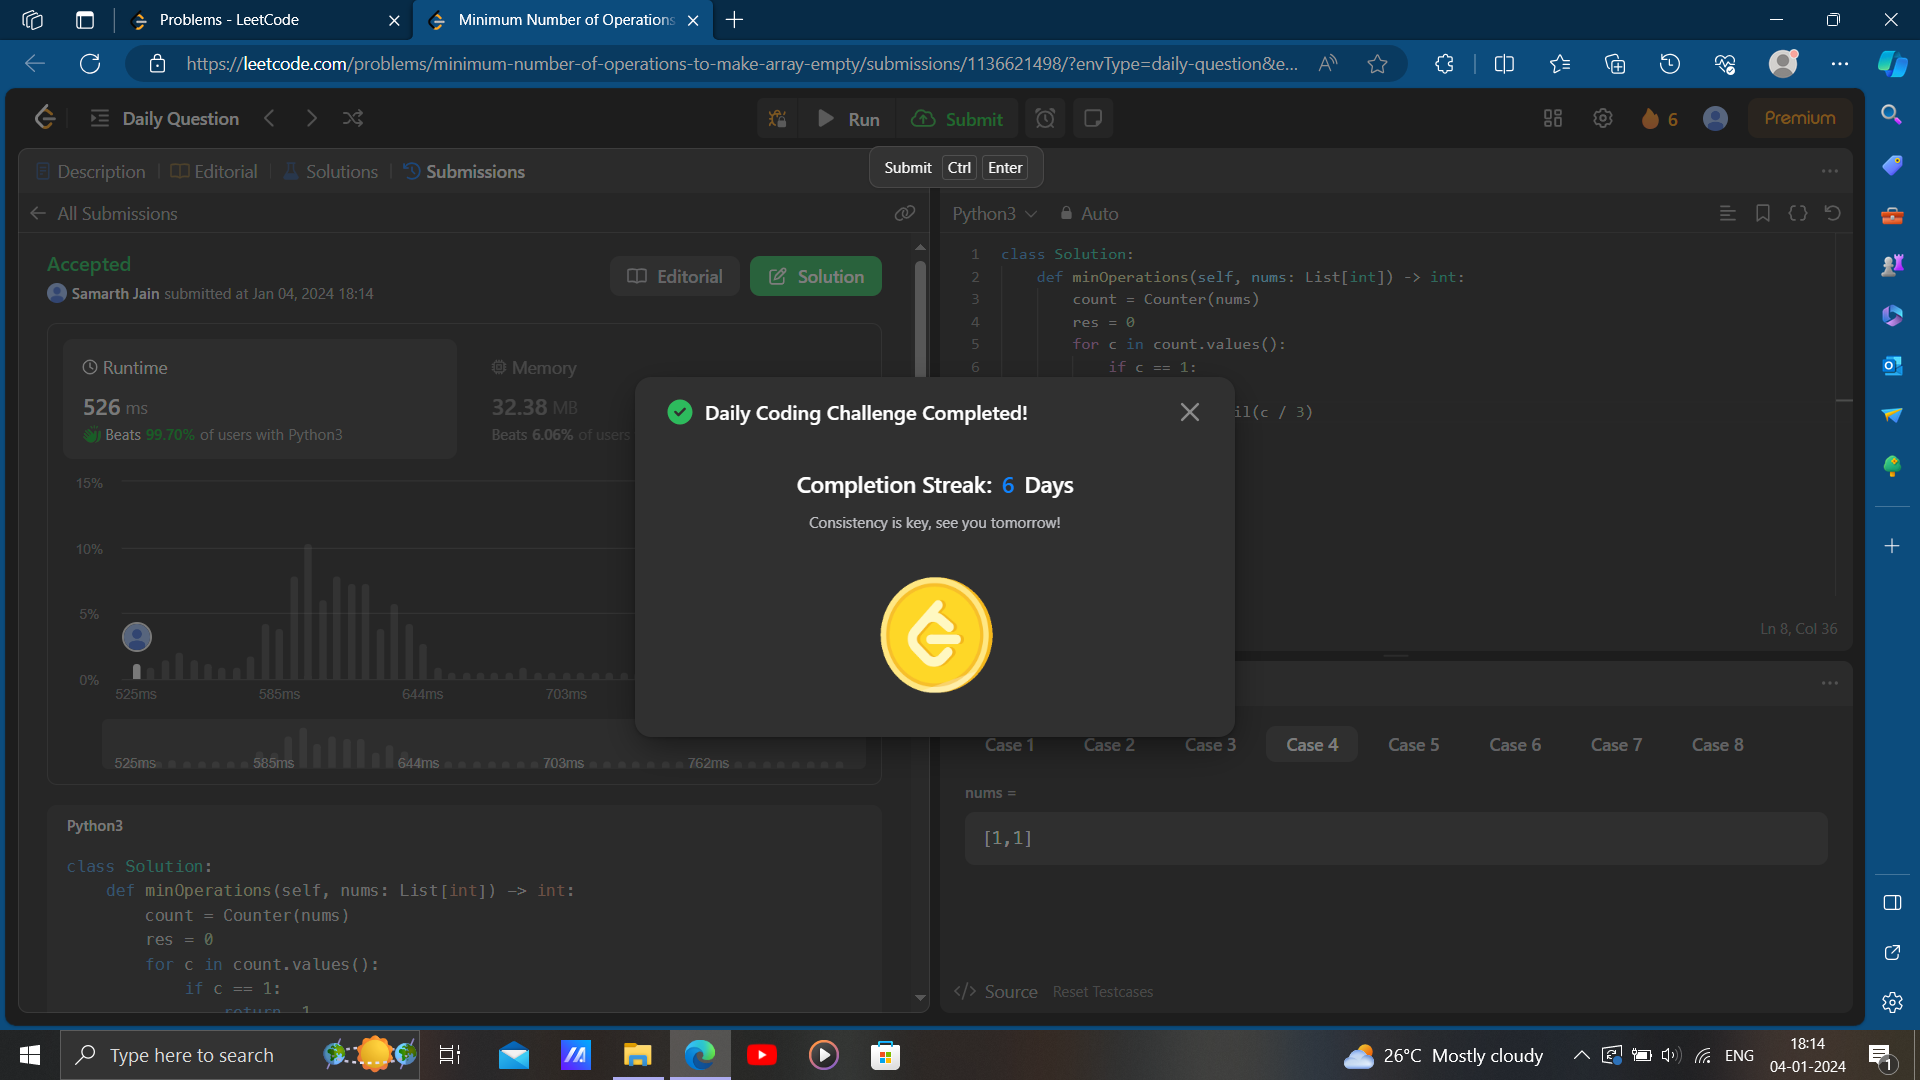 Problems - LeetCode
Minimum Number of Operations
https://leetcode.com/problems/minimum-number-of-operations-to-make-array-empty/submissions/1136621498/?envType=daily-question&e...
Daily Question
Run
Submit
6
Premium
Submit Ctrl Enter
Description
Editorial
Solutions
Submissions
All Submissions
Accepted
Samarth Jain submitted at Jan 04, 2024 18:14
Editorial
Solution
Runtime
526 ms
Beats 99.70% of users with Python3
Memory
32.38 MB
Beats 6.06% of users
15%
10%
5%
0%
525ms 585ms 644ms 703ms
525ms 585ms 644ms 703ms 762ms
Python3
class Solution:
def minOperations(self, nums: List[int]) -> int:
count = Counter(nums)
res = 0
for c in count.values():
if c == 1:
Python3
Auto
1 class Solution:
2 def minOperations(self, nums: List[int]) -> int:
3 count = Counter(nums)
4 res = 0
5 for c in count.values():
6 if c == 1:
il(c / 3)
Ln 8, Col 36
Daily Coding Challenge Completed!
Completion Streak: 6 Days
Consistency is key, see you tomorrow!
Case 1 Case 2 Case 3 Case 4 Case 5 Case 6 Case 7 Case 8
nums =
[1,1]
</> Source Reset Testcases
Type here to search
26°C Mostly cloudy
ENG
18:14
04-01-2024
1